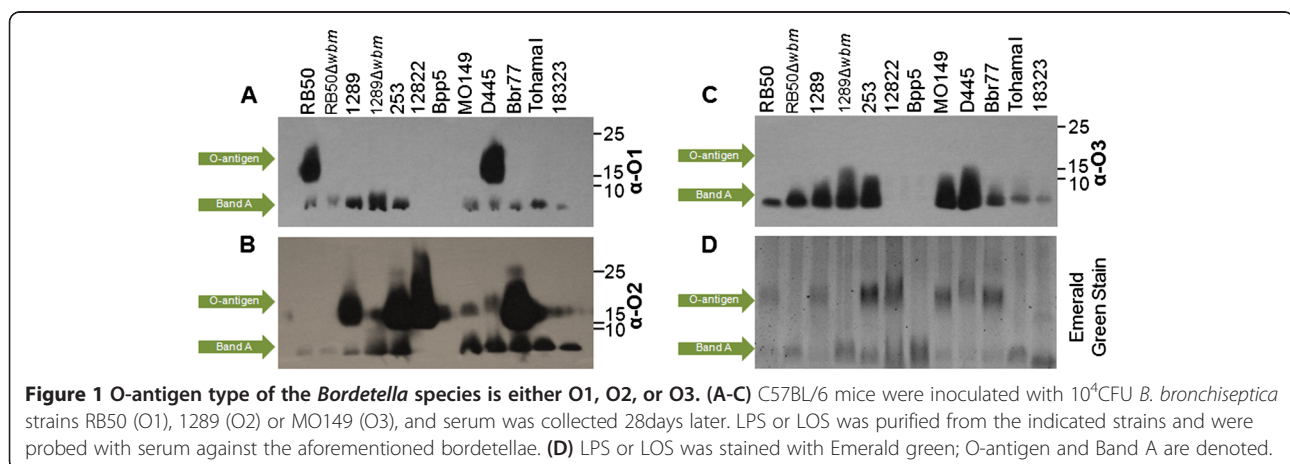 A
RB50
RB50Δwbm
1289
1289Δwbm
253
12822
Bpp5
MO149
D445
Bbr77
TohamaI
18323
O-antigen
Band A
25
15
10
α-O1
B
O-antigen
Band A
25
15
10
α-O2
C
RB50
RB50Δwbm
1289
1289Δwbm
253
12822
Bpp5
MO149
D445
Bbr77
TohamaI
18323
O-antigen
Band A
25
15
10
α-O3
D
O-antigen
Band A
Emerald
Green Stain
Figure 1 O-antigen type of the Bordetella species is either O1, O2, or O3. (A-C) C57BL/6 mice were inoculated with 10⁴CFU B. bronchiseptica
strains RB50 (O1), 1289 (O2) or MO149 (O3), and serum was collected 28days later. LPS or LOS was purified from the indicated strains and were
probed with serum against the aforementioned bordetellae. (D) LPS or LOS was stained with Emerald green; O-antigen and Band A are denoted.